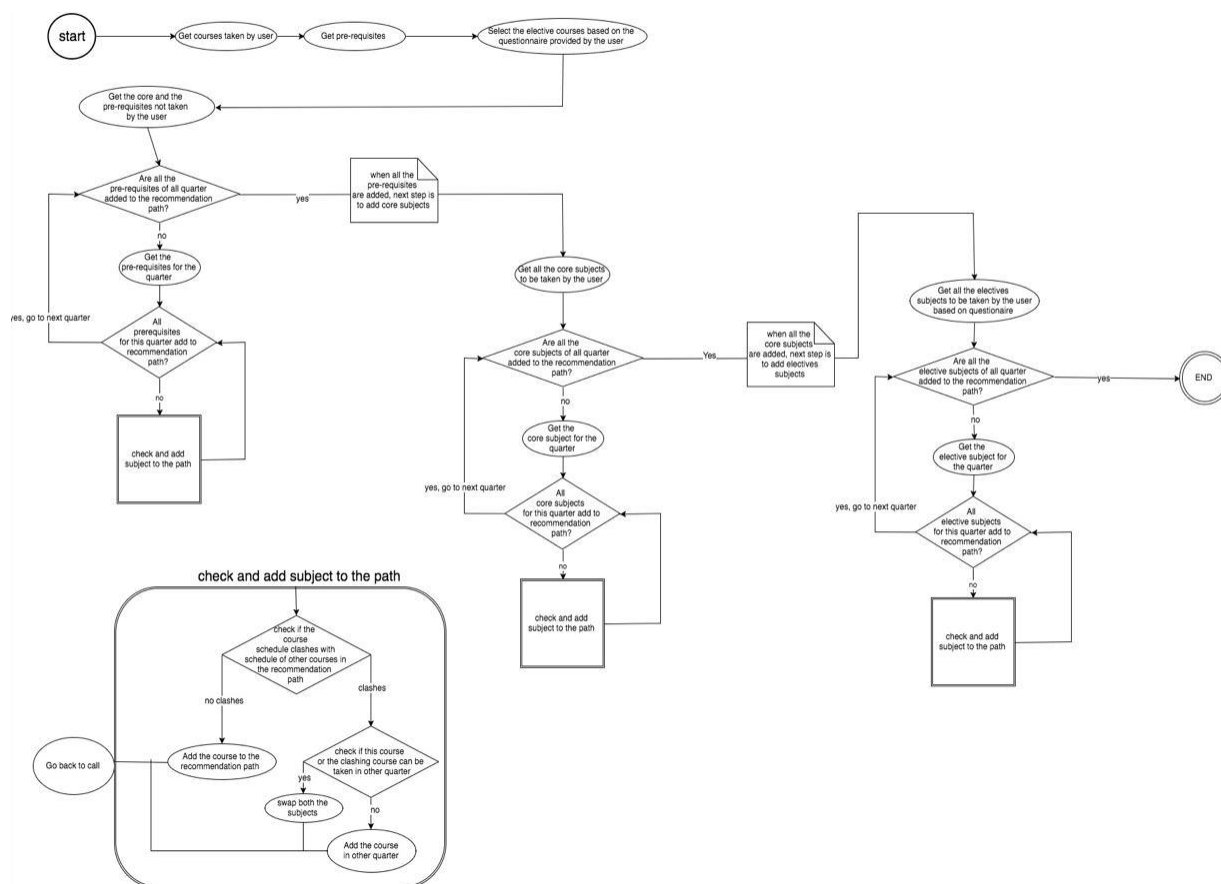 start
Get courses taken by user
Get pre-requisites
Select the elective courses based on the
questionnaire provided by the user
Get the core and the
pre-requisites not taken
by the user
Are all the
pre-requisites of all quarter
added to the recommendation
path?
yes
when all the
pre-requisites
are added, next step is
to add core subjects
no
Get the
pre-requisites for the
quarter
yes, go to next quarter
All
prerequisites
for this quarter add to
recommendation
path?
no
check and add
subject to the path
Get all the core subjects
to be taken by the user
Are all the
core subjects of all quarter
added to the recommendation
path?
Yes
when all the
core subjects
are added, next step is
to add electives
subjects
no
Get the
core subject for the
quarter
yes, go to next quarter
All
core subjects
for this quarter add to
recommendation
path?
no
check and add
subject to the path
Get all the electives
subjects to be taken by the user
based on questionaire
Are all the
elective subjects of all quarter
added to the recommendation
path?
yes
END
no
Get the
elective subject for
the quarter
yes, go to next quarter
All
elective subjects
for this quarter add to
recommendation
path?
no
check and add
subject to the path
check and add subject to the path
check if the
course
schedule clashes with
schedule of other courses in
the recommendation
path
no clashes
clashes
Go back to call
Add the course to the
recommendation path
check if this course
or the clashing course can be
taken in other quarter
yes
swap both the
subjects
no
Add the course
in other quarter